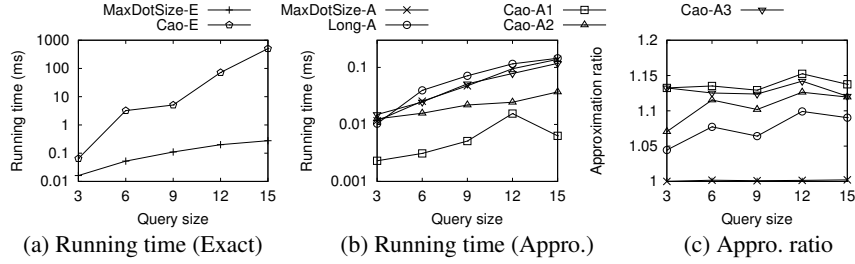 MaxDotSize-E
Cao-E
1000
100
10
1
0.1
0.01
3 6 9 12 15
Running time (ms)
Query size
(a) Running time (Exact)
MaxDotSize-A
Long-A
Cao-A1
Cao-A2
Cao-A3
0.1
0.01
0.001
3 6 9 12 15
Running time (ms)
Query size
(b) Running time (Appro.)
1.2
1.15
1.1
1.05
1
3 6 9 12 15
Approximation ratio
Query size
(c) Appro. ratio